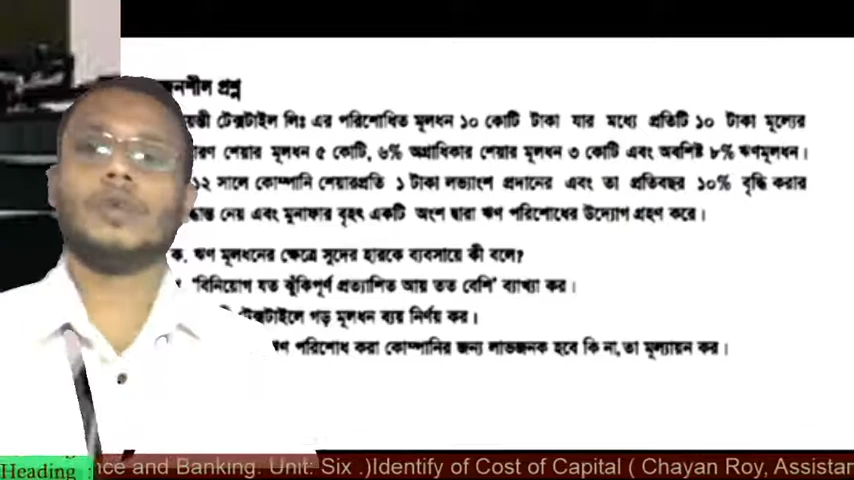 জনশীল প্রশ্ন
য়ন্তী টেক্সটাইল লিঃ এর পরিশোধিত মূলধন ১০ কোটি টাকা যার মধ্যে প্রতিটি ১০ টাকা মূল্যের
রণ শেয়ার মূলধন ৫ কোটি, ৬% অগ্রাধিকার শেয়ার মূলধন ৩ কোটি এবং অবশিষ্ট ৮% ঋণমূলধন।
১২ সালে কোম্পানি শেয়ারপ্রতি ১ টাকা লভ্যাংশ প্রদানের এবং তা প্রতিবছর ১০% বৃদ্ধি করার
দ্ধান্ত নেয় এবং মুনাফার বৃহৎ একটি অংশ দ্বারা ঋণ পরিশোধের উদ্যোগ গ্রহণ করে।
ক. ঋণ মূলধনের ক্ষেত্রে সুদের হারকে ব্যবসায়ে কী বলে?
'বিনিয়োগ যত ঝুঁকিপূর্ণ প্রত্যাশিত আয় তত বেশি' ব্যাখ্যা কর।
টেক্সটাইলে গড় মূলধন ব্যয় নির্ণয় কর।
পরিশোধ করা কোম্পানির জন্য লাভজনক হবে কি না, তা মূল্যায়ন কর।
Heading : nce and Banking. Unit: Six .)Identify of Cost of Capital ( Chayan Roy, Assistan